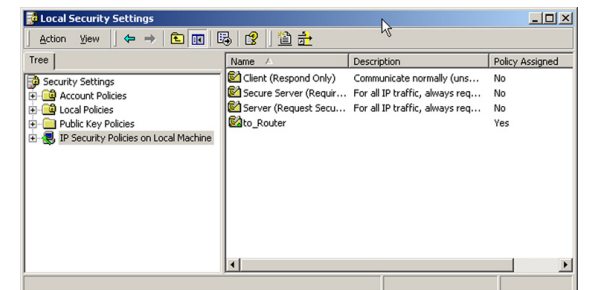 Local Security Settings
Action View
Tree
Name Description Policy Assigned
Security Settings
Account Policies
Local Policies
Public Key Policies
IP Security Policies on Local Machine
Client (Respond Only) Communicate normally (uns... No
Secure Server (Requir... For all IP traffic, always req... No
Server (Request Secu... For all IP traffic, always req... No
to_Router Yes